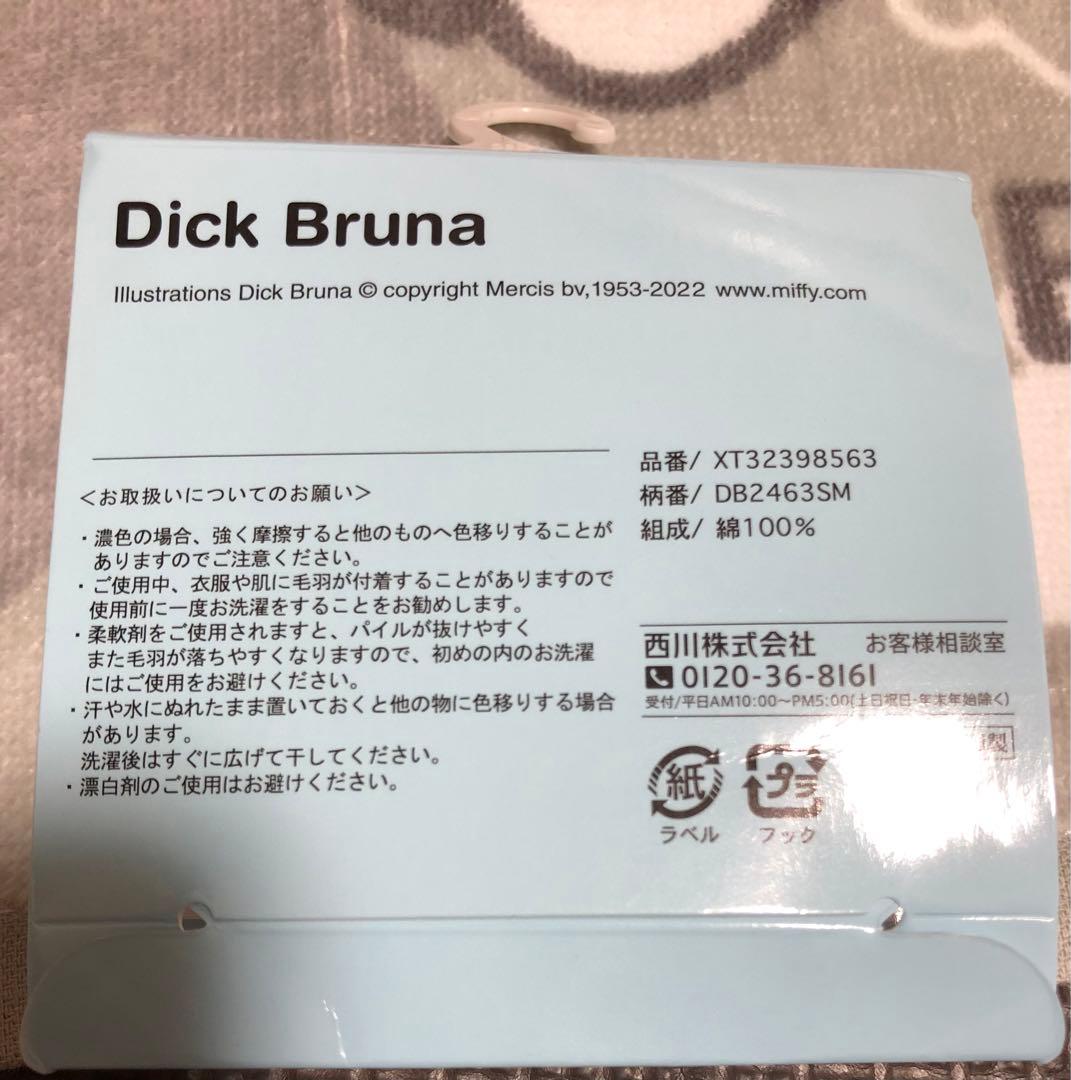 Dick Bruna
Illustrations Dick Bruna © copyright Mercis bv,1953-2022 www.miffy.com
<お取扱いについてのお願い>
・濃色の場合、強く摩擦すると他のものへ色移りすることが
ありますのでご注意ください。
・ご使用中、衣服や肌に毛羽が付着することがありますので
使用前に一度お洗濯をすることをお勧めします。
・柔軟剤をご使用されますと、パイルが抜けやすく
また毛羽が落ちやすくなりますので、初めの内のお洗濯
にはご使用をお避けください。
・汗や水にぬれたまま置いておくと他の物に色移りする場合
があります。
洗濯後はすぐに広げて干してください。
・漂白剤のご使用はお避けください。
品番/ XT32398563
柄番/ DB2463SM
組成/ 綿100%
西川株式会社 お客様相談室
0120-36-8161
受付/平日AM10:00～PM5:00(土日祝日・年末年始除く)
製
紙 プラ
ラベル フック